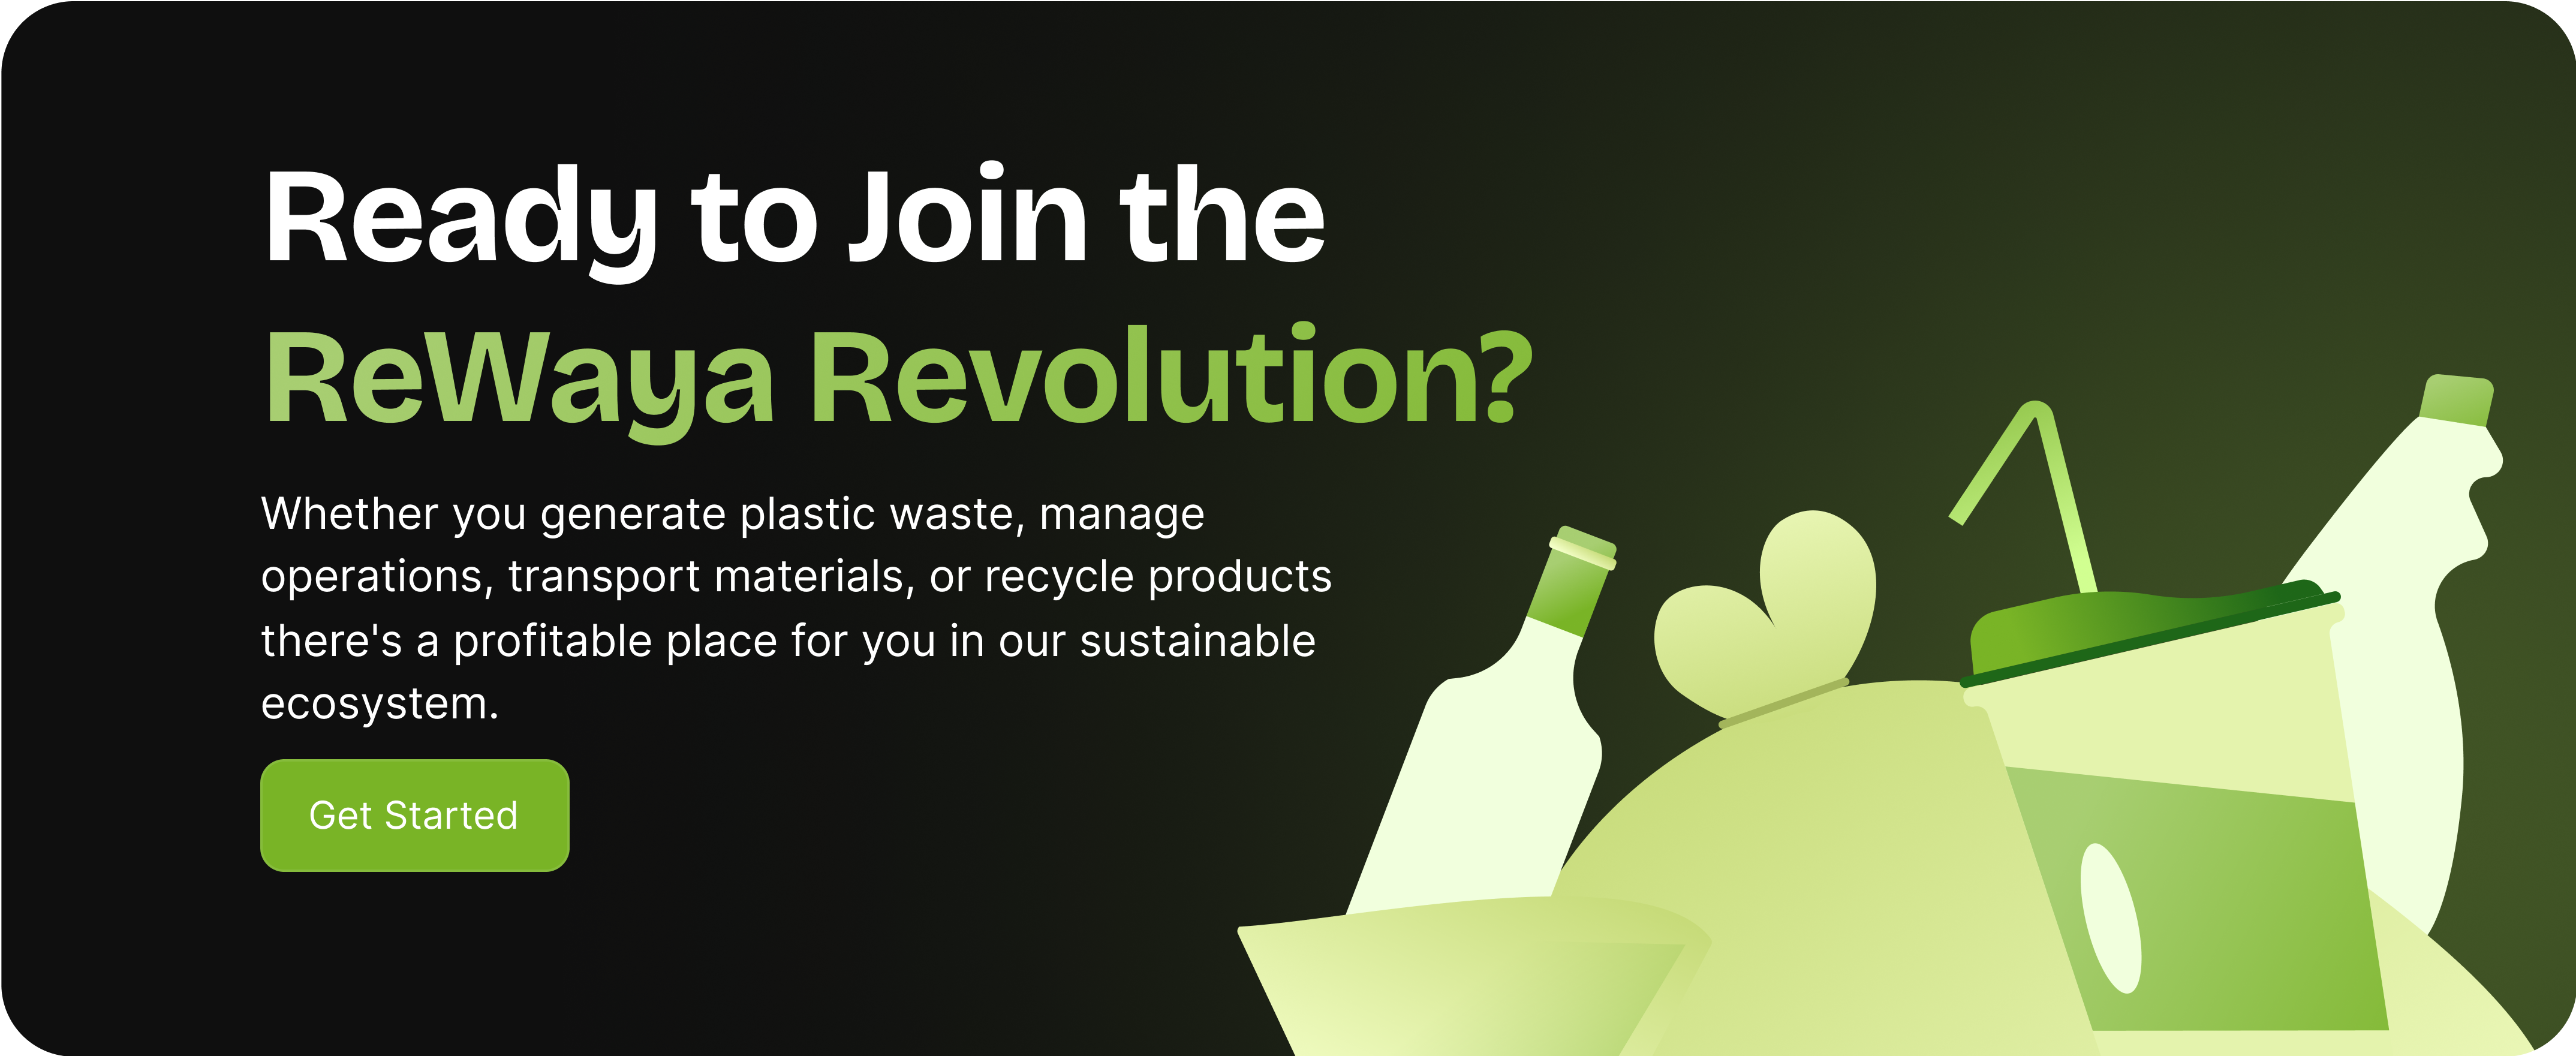 Ready to Join the
ReWaya Revolution?
Whether you generate plastic waste, manage
operations, transport materials, or recycle products
there's a profitable place for you in our sustainable
ecosystem.
Get Started